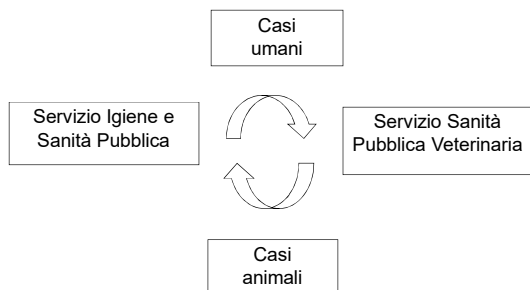 Casi
umani
Servizio Igiene e
Sanità Pubblica
Servizio Sanità
Pubblica Veterinaria
Casi
animali